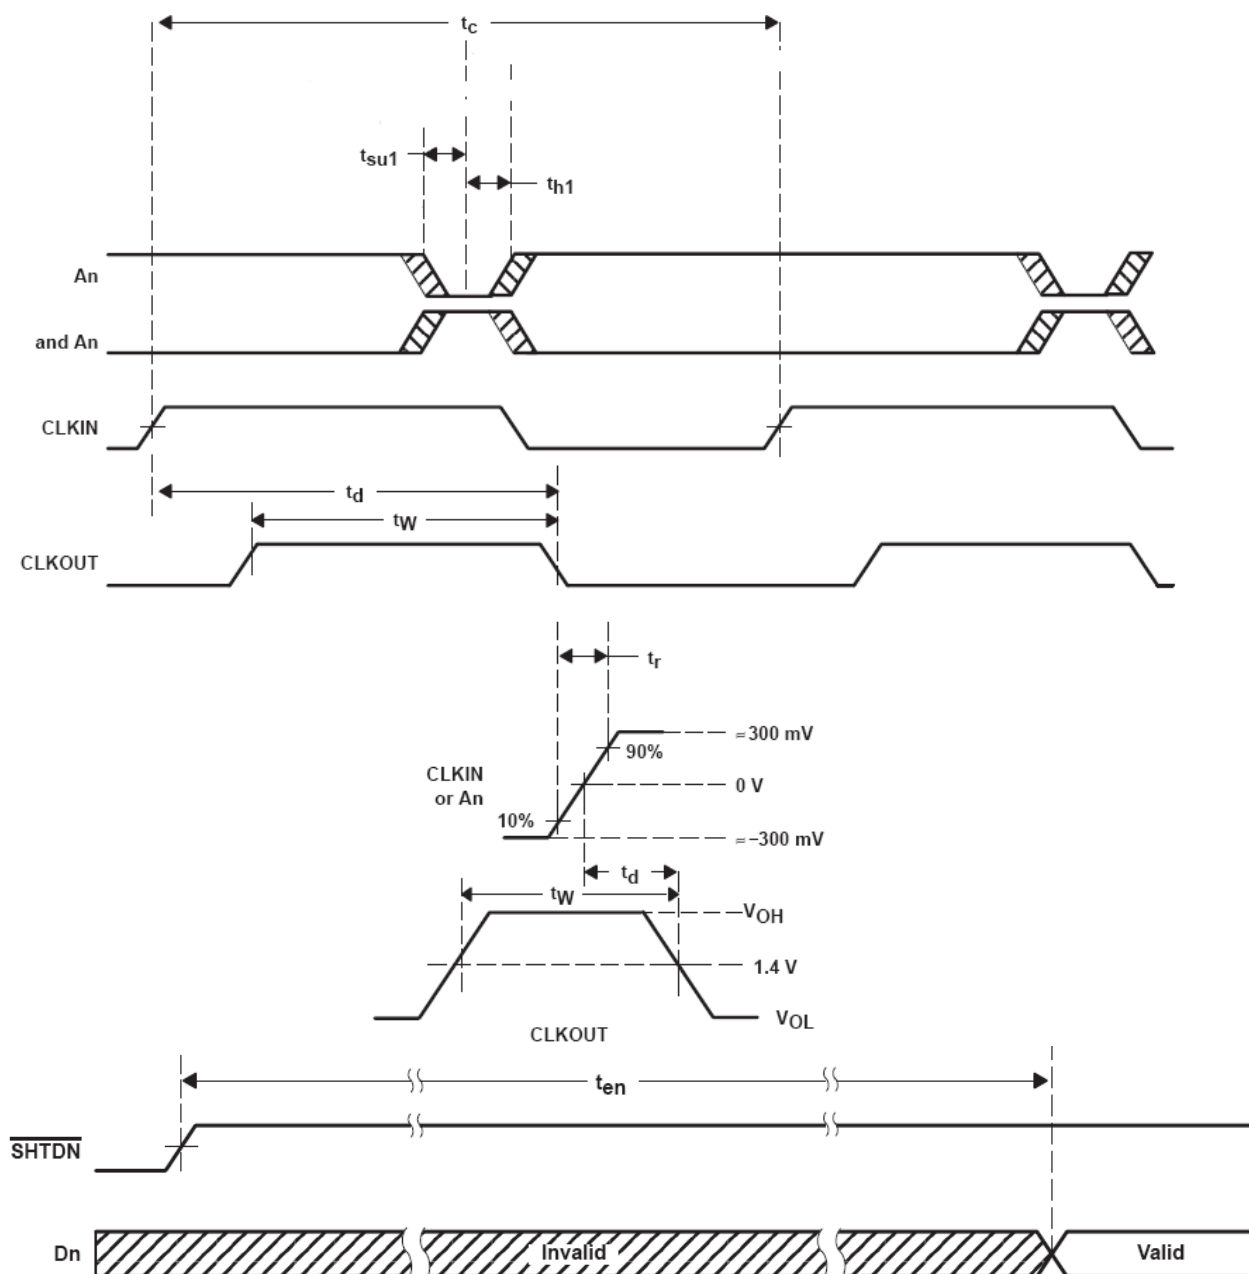 tc
tsu1
th1
An
and An
CLKIN
td
tW
CLKOUT
tr
≈300 mV
90%
CLKIN
or An
0 V
10%
≈–300 mV
td
tW
VOH
1.4 V
VOL
CLKOUT
ten
SHTDN
Dn
Invalid
Valid